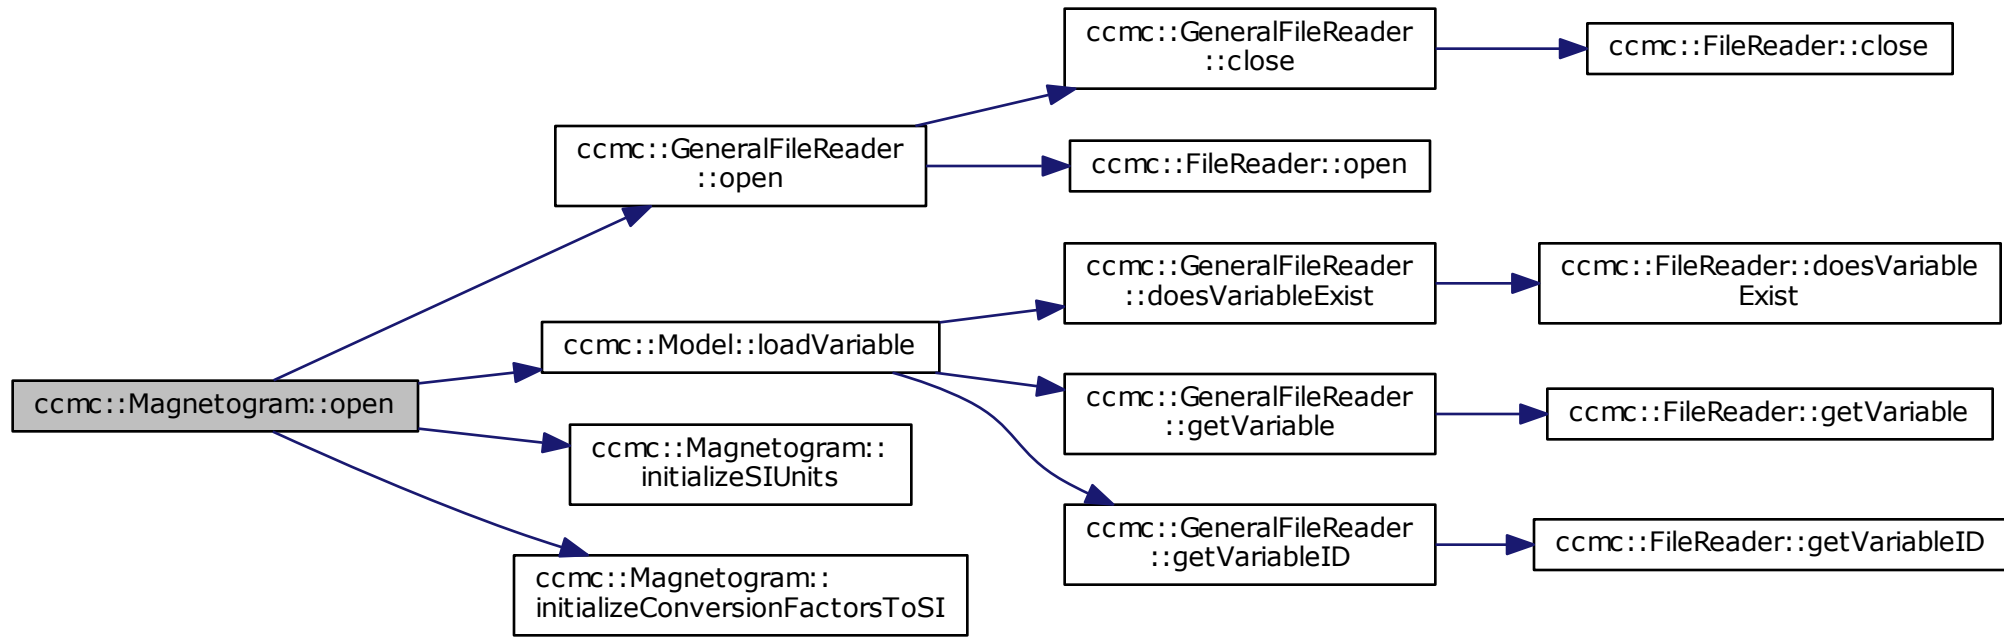 ccmc::Magnetogram::open
ccmc::GeneralFileReader
::open
ccmc::Model::loadVariable
ccmc::Magnetogram::
initializeSIUnits
ccmc::Magnetogram::
initializeConversionFactorsToSI
ccmc::GeneralFileReader
::close
ccmc::FileReader::open
ccmc::GeneralFileReader
::doesVariableExist
ccmc::GeneralFileReader
::getVariable
ccmc::GeneralFileReader
::getVariableID
ccmc::FileReader::close
ccmc::FileReader::doesVariable
Exist
ccmc::FileReader::getVariable
ccmc::FileReader::getVariableID